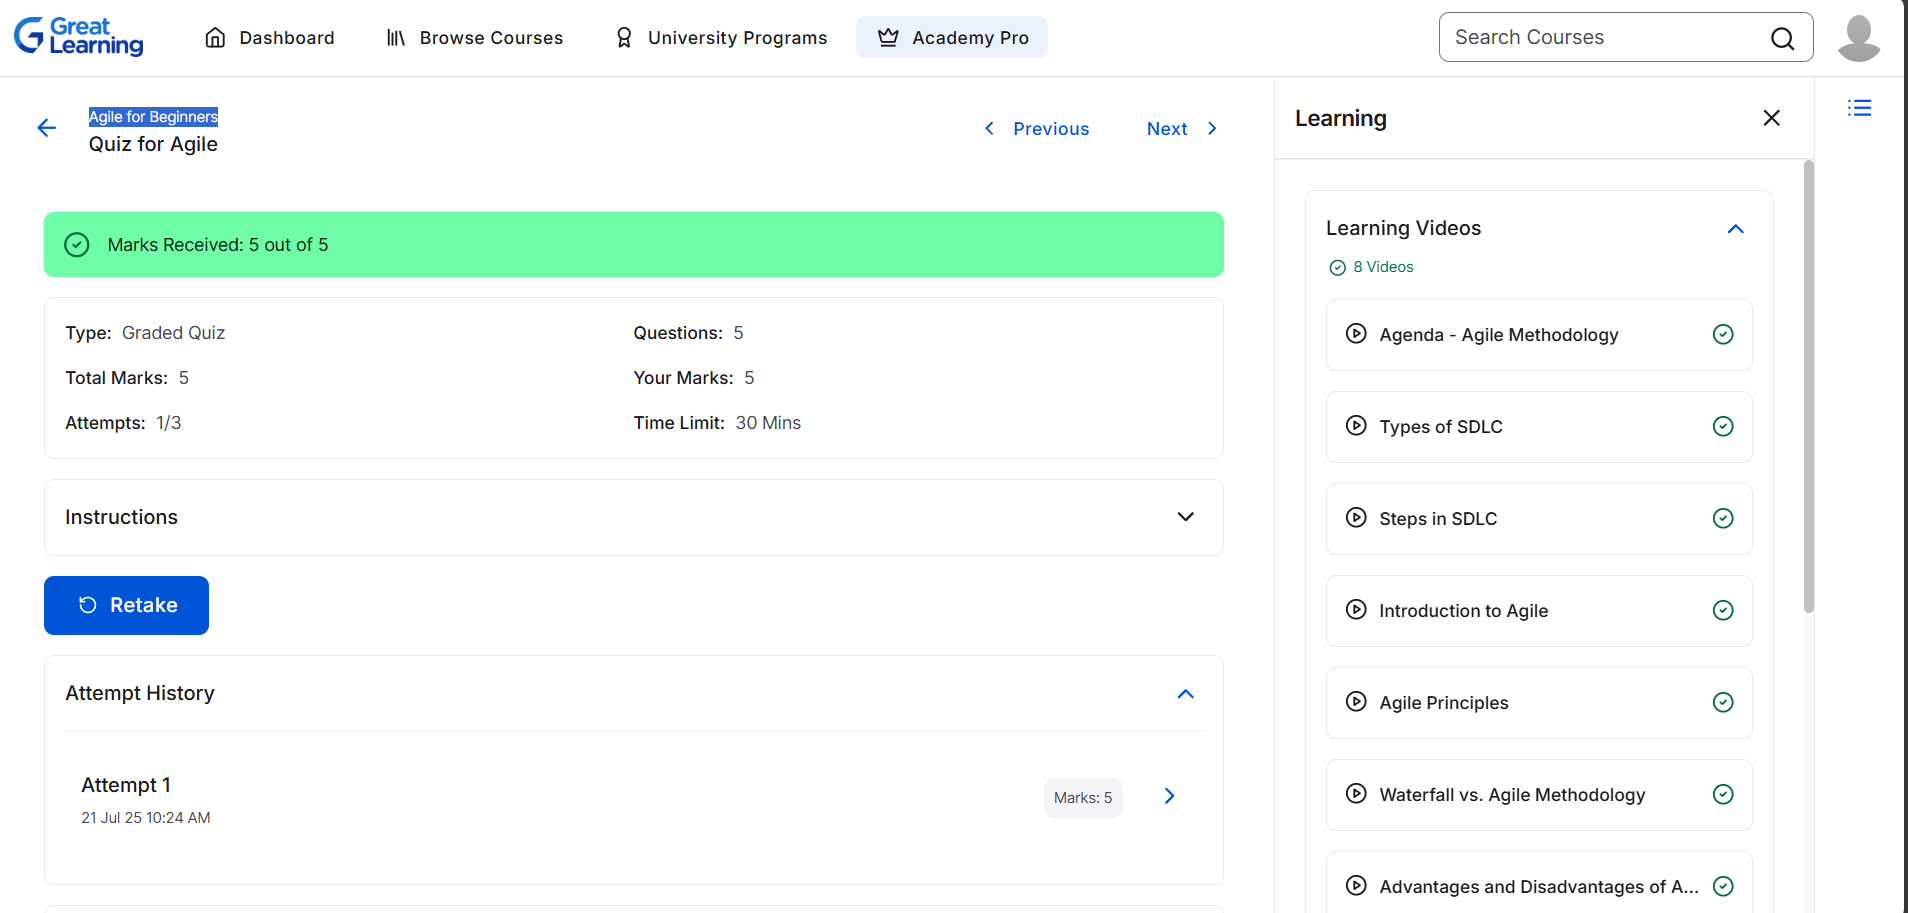 Great
Learning
Dashboard
Browse Courses
University Programs
Academy Pro
Search Courses
Agile for Beginners
Quiz for Agile
Previous
Next
Marks Received: 5 out of 5
Type: Graded Quiz
Questions: 5
Total Marks: 5
Your Marks: 5
Attempts: 1/3
Time Limit: 30 Mins
Instructions
Retake
Attempt History
Attempt 1
21 Jul 25 10:24 AM
Marks: 5
Learning
Learning Videos
8 Videos
Agenda - Agile Methodology
Types of SDLC
Steps in SDLC
Introduction to Agile
Agile Principles
Waterfall vs. Agile Methodology
Advantages and Disadvantages of A...